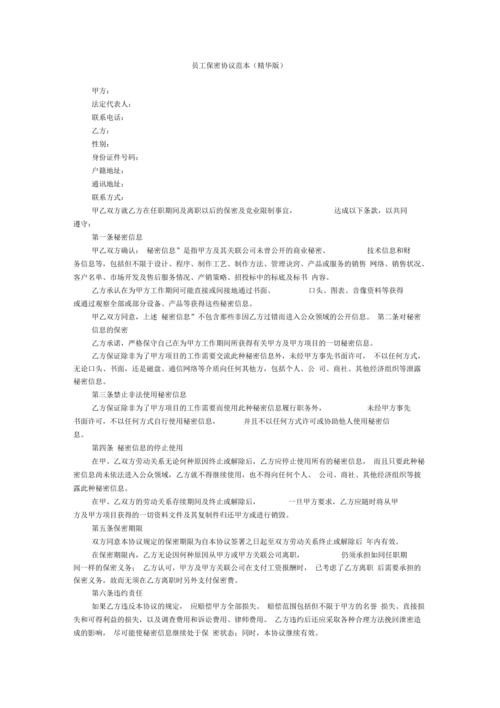 员工保密协议范本（精华版）
甲方：
法定代表人：
联系电话：
乙方：
性别：
身份证件号码：
户籍地址：
通讯地址：
联系方式：
甲乙双方就乙方在任职期间及离职以后的保密及竞业限制事宜， 达成以下条款，以共同
遵守：
第一条秘密信息
甲乙双方确认： 秘密信息”是指甲方及其关联公司未曾公开的商业秘密、 技术信息和财
务信息等，包括但不限于设计、程序、制作工艺、制作方法、管理诀窍、产品或服务的销售 网络、销售状况、
客户名单、市场开发及售后服务情况、产销策略、招投标中的标底及标书 内容。
乙方承认在为甲方工作期间可能直接或间接地通过书面、 口头、图表、音像资料等获得
或通过观察全部或部分设备、产品等获得这些秘密信息。
甲乙双方同意，上述 秘密信息”不包含那些非因乙方过错而进入公众领域的公开信息。 第二条对秘密
信息的保密
乙方承诺，严格保守自己在为甲方工作期间所获得有关甲方及甲方项目的一切秘密信息。
乙方保证除非为了甲方项目的工作需要交流此种秘密信息外，未经甲方事先书面许可， 不以任何方式，
无论口头、书面，还是磁盘、通信网络等介质向任何其他方，包括个人、公 司、商社、其他经济组织等泄露
秘密信息。
第三条禁止非法使用秘密信息
乙方保证除非为了甲方项目的工作需要而使用此种秘密信息履行职务外， 未经甲方事先
书面许可，不以任何方式自行使用秘密信息， 并且不以任何方式许可或协助他人使用秘密信
息。
第四条 秘密信息的停止使用
在甲、乙双方劳动关系无论何种原因终止或解除后，乙方应停止使用所有的秘密信息， 而且只要此种秘
密信息尚未依法进入公众领域，乙方就不得继续使用，也不得向任何个人、 公司、商社、其他经济组织等披
露此种秘密信息。
在甲、乙双方的劳动关系存续期间及终止或解除后， 一旦甲方要求，乙方应随时将从甲
方及甲方项目获得的一切资料文件及其复制件归还甲方或进行销毁。
第五条保密期限
双方同意本协议规定的保密期限为自本协议签署之日起至双方劳动关系终止或解除后 年内有效。
在保密期限内，乙方无论因何种原因从甲方或甲方关联公司离职， 仍须承担如同任职期
间一样的保密义务； 乙方认可，甲方及甲方关联公司在支付工资报酬时， 已考虑了乙方离职 后需要承担的
保密义务，故而无须在乙方离职时另外支付保密费。
第六条违约责任
如果乙方违反本协议的规定， 应赔偿甲方全部损失。 赔偿范围包括但不限于甲方的名誉 损失、直接损
失和可得利益的损失，以及调查费用和诉讼费用、律师费用。 乙方违约后还应采取各种合理方法挽回泄密造
成的影响， 尽可能使秘密信息继续处于保 密状态；同时，本协议继续有效。